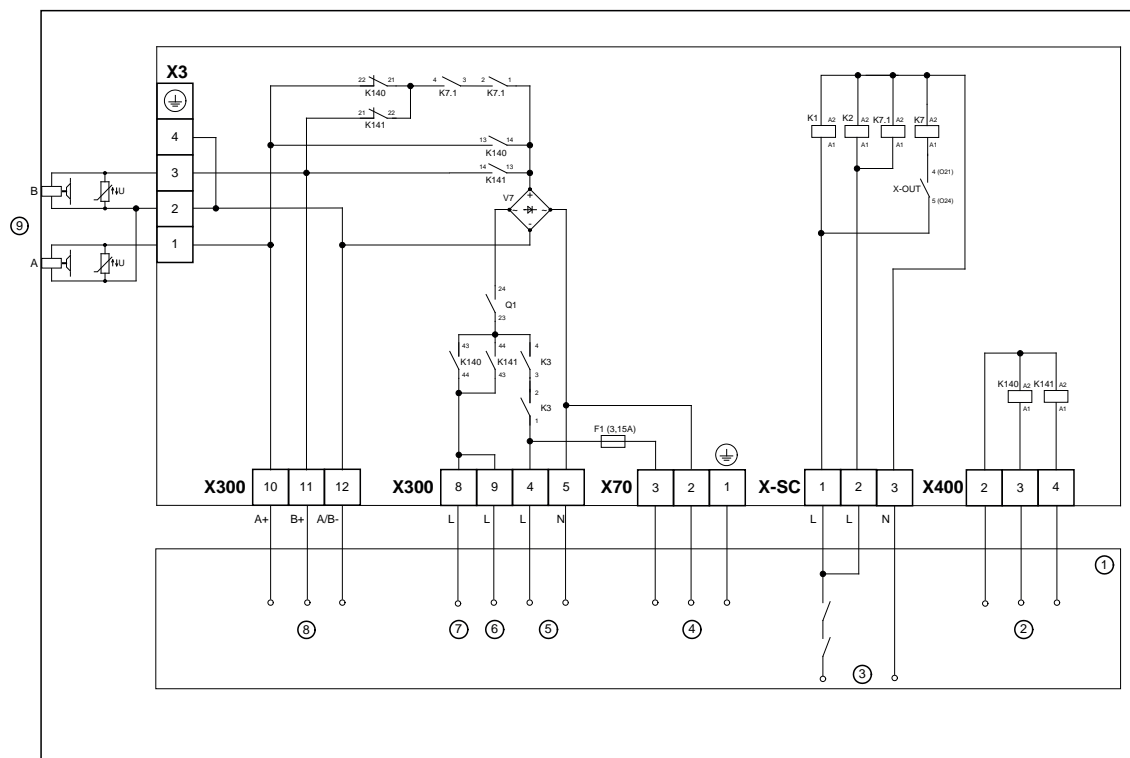 X3
4
3
2
1
B
U
9
A
U
22 21
K140
4 3
K7.1
2 1
K7.1
21 22
K141
13 14
K140
14 13
K141
V7
+
~ ~
-
24
Q1
23
43
K140
44
44
K141
43
4
K3
3
2
K3
1
F1 (3,15A)
K1 A2
A1
K2 A2
A1
K7.1 A2
A1
K7 A2
A1
4 (O21)
X-OUT
5 (O24)
K140 A2
A1
K141 A2
A1
X300 10 11 12
X300 8 9 4 5
X70 3 2 1
X-SC 1 2 3
X400 2 3 4
A+ B+ A/B-
L L L N
L L N
1
8
7
6
5
4
3
2